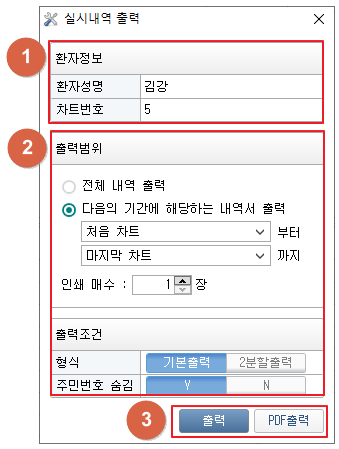 실시내역 출력
1
환자정보
환자성명 김강
차트번호 5
2
출력범위
전체 내역 출력
다음의 기간에 해당하는 내역서 출력
처음 차트 부터
마지막 차트 까지
인쇄 매수 : 1 장
출력조건
형식 기본출력 2분할출력
주민번호 숨김 Y N
3
출력 PDF출력